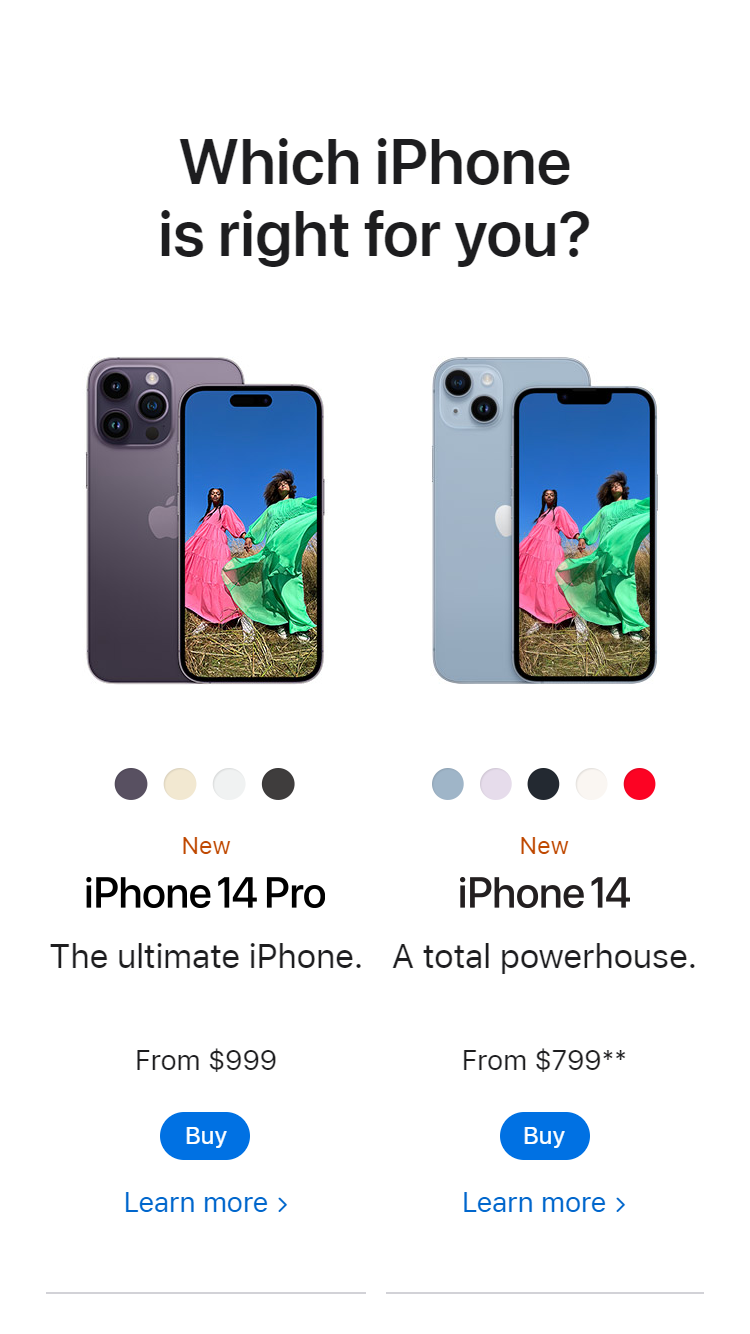 Which iPhone
is right for you?
New
iPhone 14 Pro
The ultimate iPhone.
From $999
Buy
Learn more >
New
iPhone 14
A total powerhouse.
From $799**
Buy
Learn more >